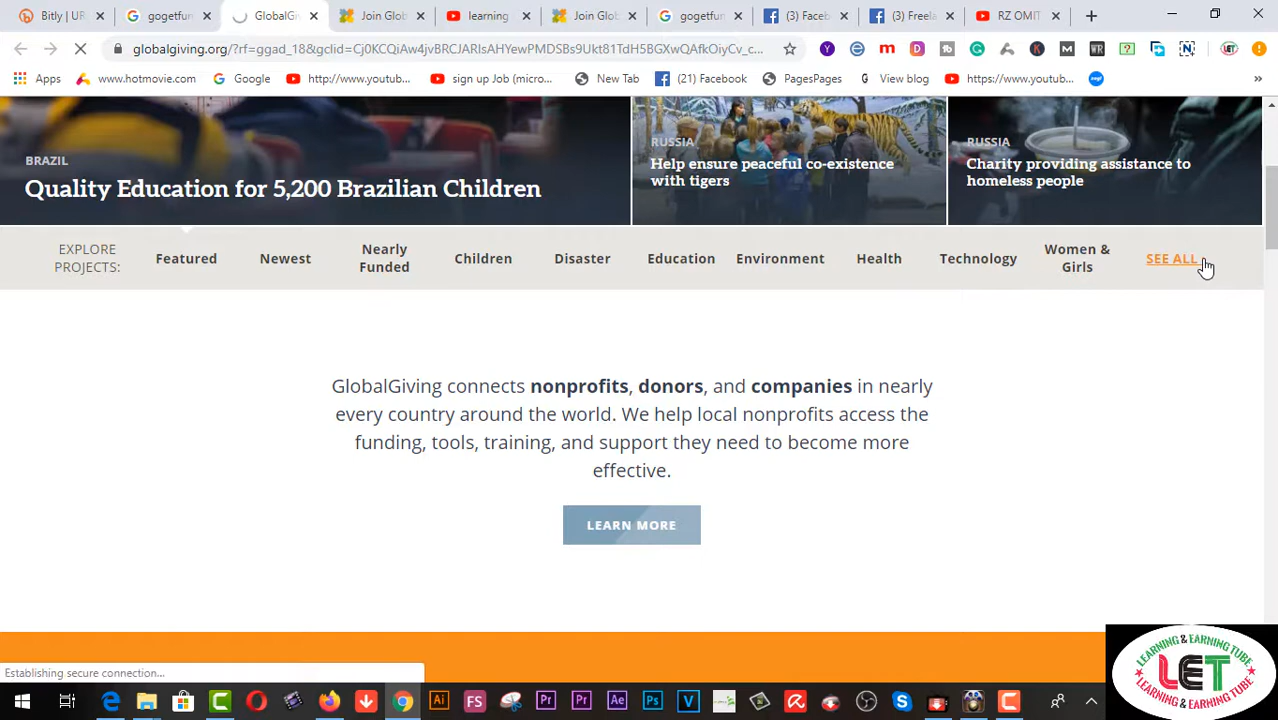 Bitly | UR
gogetfun
GlobalGi
Join Glob
learning
Join Glob
gogetfun
(3) Faceb
(3) Freela
RZ OMIT
globalgiving.org/?rf=ggad_18&gclid=Cj0KCQiAw4jvBRCJARIsAHYewPMDSBs9Ukt81TdH5BGXwQAfkOiyCv_c...
Apps
www.hotmovie.com
Google
http://www.youtub...
sign up Job (micro...
New Tab
(21) Facebook
PagesPages
View blog
https://www.youtub...
»
BRAZIL
Quality Education for 5,200 Brazilian Children
RUSSIA
Help ensure peaceful co-existence
with tigers
RUSSIA
Charity providing assistance to
homeless people
EXPLORE
PROJECTS:
Featured
Newest
Nearly
Funded
Children
Disaster
Education
Environment
Health
Technology
Women &
Girls
SEE ALL
GlobalGiving connects nonprofits, donors, and companies in nearly
every country around the world. We help local nonprofits access the
funding, tools, training, and support they need to become more
effective.
LEARN MORE
Establishing secure connection...
LEARNING & EARNING TUBE
LET
LEARNING & EARNING TUBE